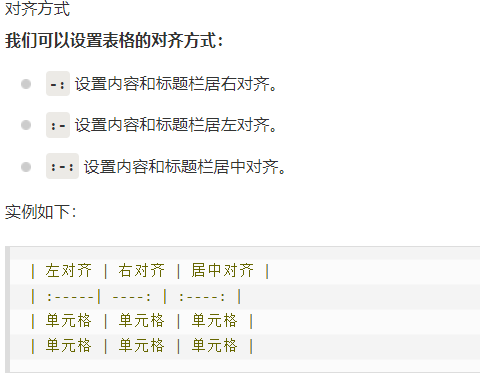 对齐方式
我们可以设置表格的对齐方式：
-: 设置内容和标题栏居右对齐。
:- 设置内容和标题栏居左对齐。
:-: 设置内容和标题栏居中对齐。
实例如下：
| 左对齐 | 右对齐 | 居中对齐 |
| :-----| ----: | :----: |
| 单元格 | 单元格 | 单元格 |
| 单元格 | 单元格 | 单元格 |